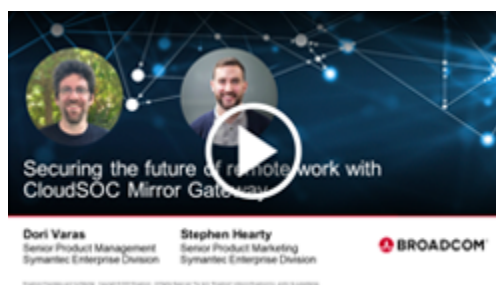 Securing the future of remote work with
CloudSOC Mirror Gateway
Dori Varas
Senior Product Management
Symantec Enterprise Division
Stephen Hearty
Senior Product Marketing
Symantec Enterprise Division
BROADCOM